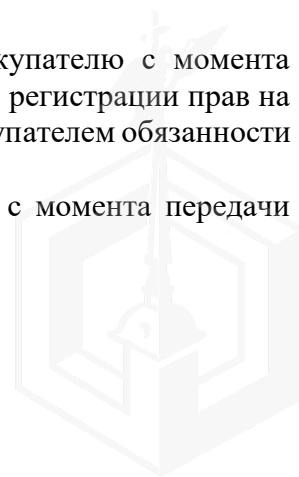 купателю с момента
регистрации прав на
упателем обязанности
с момента передачи